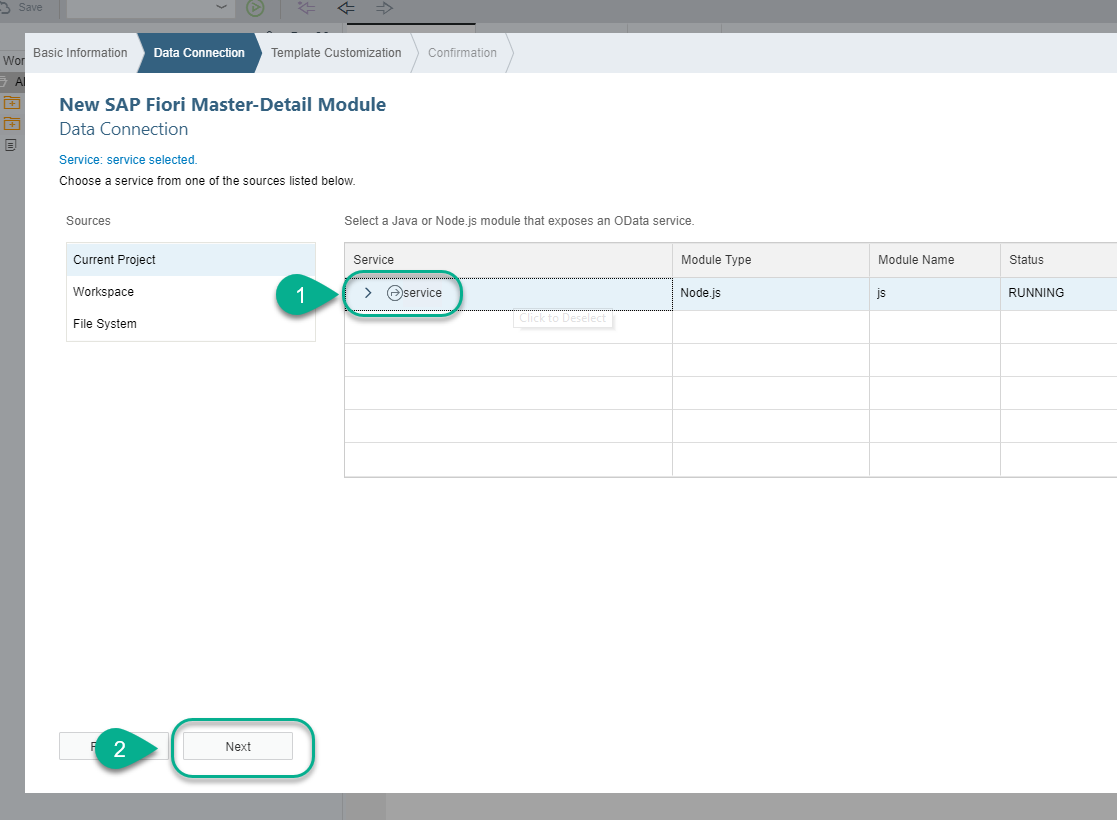 Save
Basic Information
Data Connection
Template Customization
Confirmation
New SAP Fiori Master-Detail Module
Data Connection
Service: service selected.
Choose a service from one of the sources listed below.
Sources
Select a Java or Node.js module that exposes an OData service.
Current Project
Workspace
File System
Service
Module Type
Module Name
Status
1
service
Node.js
js
RUNNING
Click to Deselect
2
Next